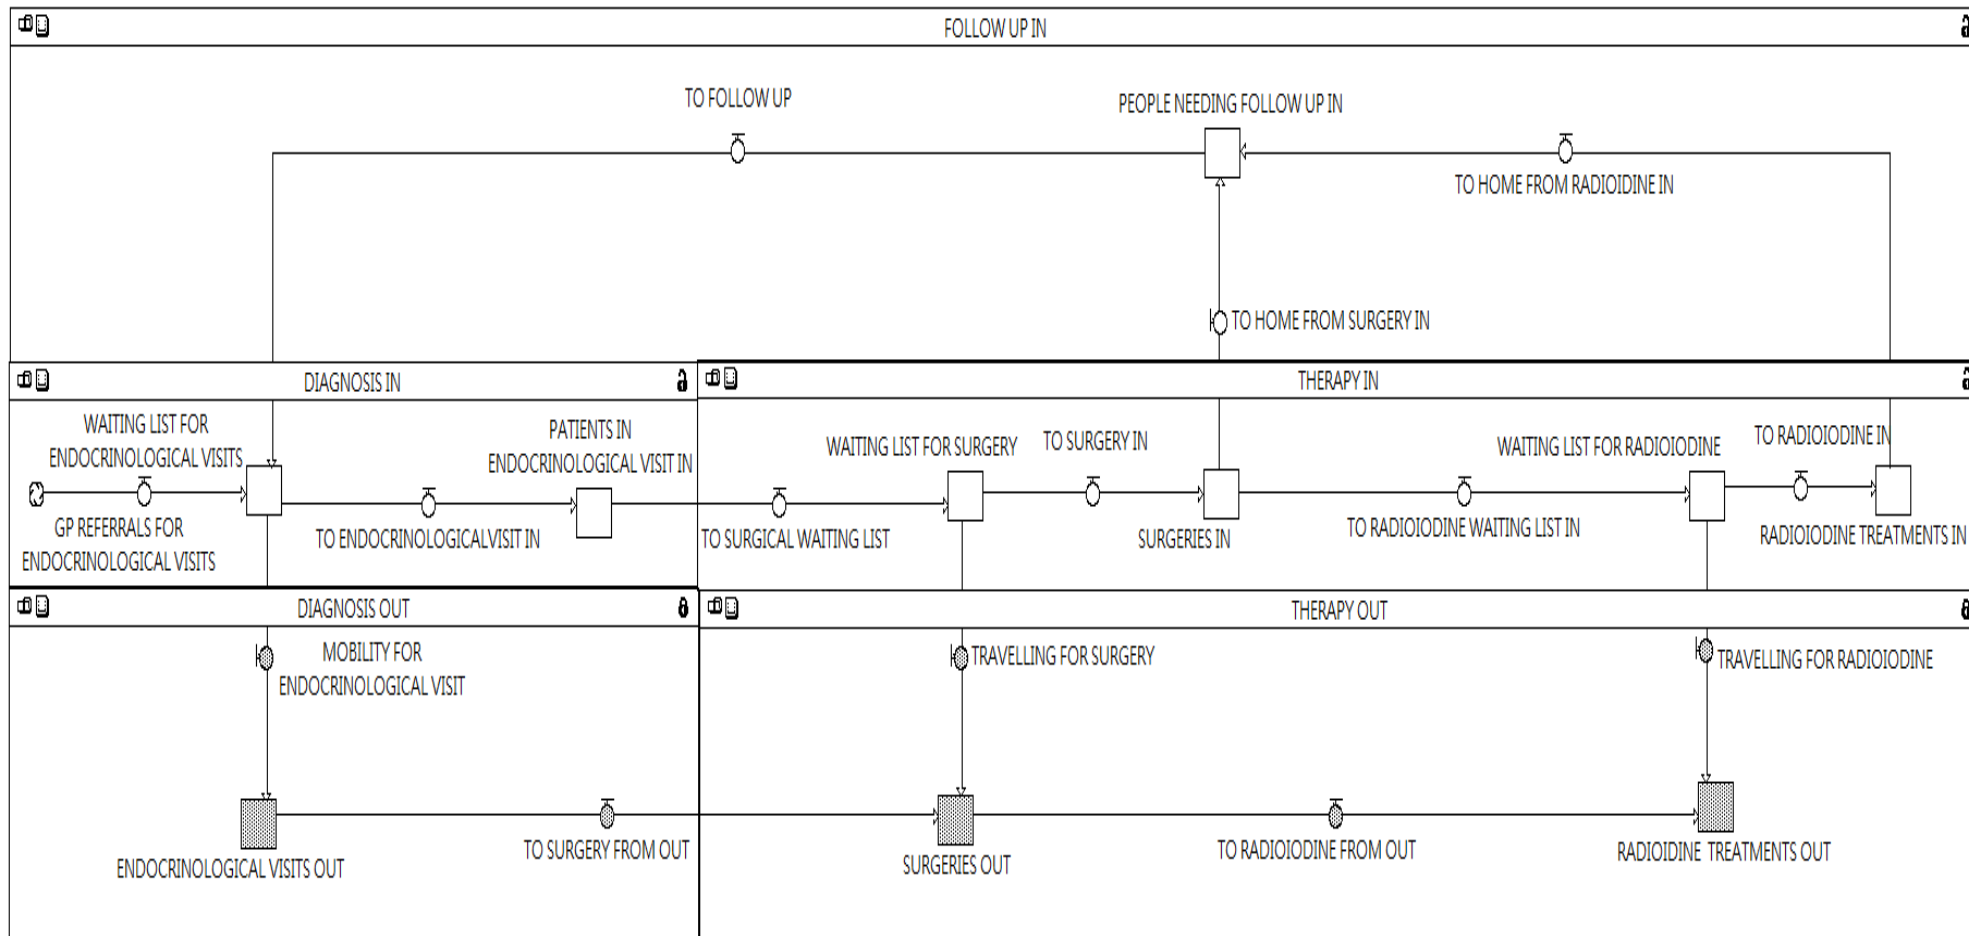 FOLLOW UP IN
TO FOLLOW UP
PEOPLE NEEDING FOLLOW UP IN
TO HOME FROM RADIOIDINE IN
TO HOME FROM SURGERY IN
DIAGNOSIS IN
THERAPY IN
WAITING LIST FOR
ENDOCRINOLOGICAL VISITS
PATIENTS IN
ENDOCRINOLOGICAL VISIT IN
GP REFERRALS FOR
ENDOCRINOLOGICAL VISITS
TO ENDOCRINOLOGICALVISIT IN
WAITING LIST FOR SURGERY
TO SURGERY IN
WAITING LIST FOR RADIOIODINE
TO RADIOIODINE IN
TO SURGICAL WAITING LIST
SURGERIES IN
TO RADIOIODINE WAITING LIST IN
RADIOIODINE TREATMENTS IN
DIAGNOSIS OUT
THERAPY OUT
MOBILITY FOR
ENDOCRINOLOGICAL VISIT
TRAVELLING FOR SURGERY
TRAVELLING FOR RADIOIODINE
ENDOCRINOLOGICAL VISITS OUT
TO SURGERY FROM OUT
SURGERIES OUT
TO RADIOIODINE FROM OUT
RADIOIDINE TREATMENTS OUT